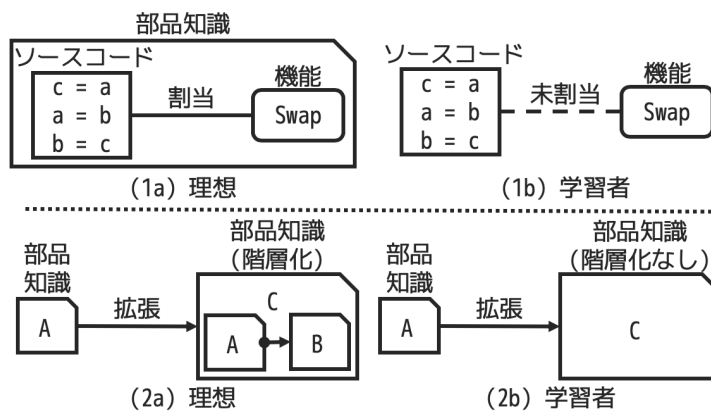 部品知識
ソースコード
c = a
a = b
b = c
割当
機能
Swap
(1a) 理想
ソースコード
c = a
a = b
b = c
未割当
機能
Swap
(1b) 学習者
部品
知識
A
拡張
部品知識
(階層化)
C
A
B
(2a) 理想
部品
知識
A
拡張
部品知識
(階層化なし)
C
(2b) 学習者